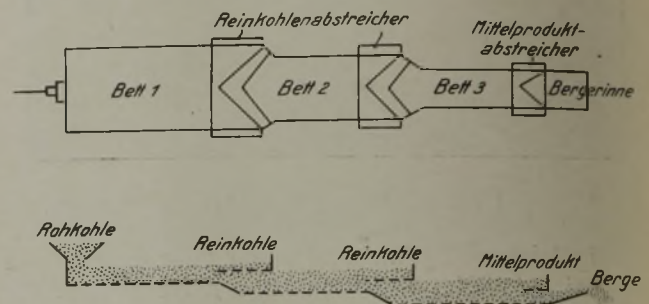 Reinkohlenabstreicher
Mittelprodukt-
abstreicher
Bett 1
Bett 2
Bett 3
Bergerinne
Rohkohle
Reinkohle
Reinkohle
Mittelprodukt
Berge